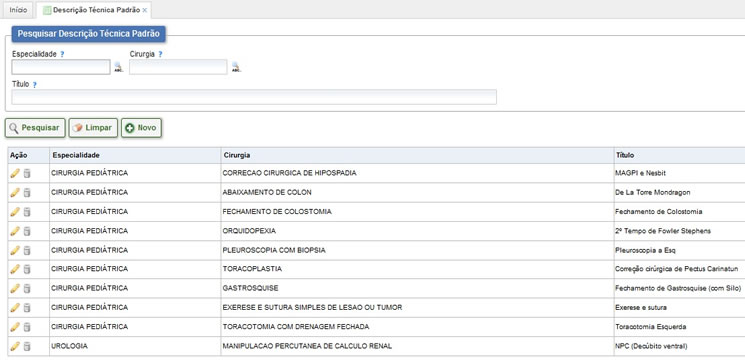 Início Descrição Técnica Padrão ×
Pesquisar Descrição Técnica Padrão
Especialidade ? Cirurgia ?
ABC ABC
Título ?
Pesquisar Limpar Novo
Ação Especialidade Cirurgia Título
CIRURGIA PEDIÁTRICA CORRECAO CIRURGICA DE HIPOSPADIA MAGPI e Nesbit
CIRURGIA PEDIÁTRICA ABAIXAMENTO DE COLON De La Torre Mondragon
CIRURGIA PEDIÁTRICA FECHAMENTO DE COLOSTOMIA Fechamento de Colostomia
CIRURGIA PEDIÁTRICA ORQUIDOPEXIA 2º Tempo de Fowler Stephens
CIRURGIA PEDIÁTRICA PLEUROSCOPIA COM BIOPSIA Pleuroscopia a Esq
CIRURGIA PEDIÁTRICA TORACOPLASTIA Correção cirúrgica de Pectus Carinatun
CIRURGIA PEDIÁTRICA GASTROSQUISE Fechamento de Gastrosquise (com Silo)
CIRURGIA PEDIÁTRICA EXERESE E SUTURA SIMPLES DE LESAO OU TUMOR Exerese e sutura
CIRURGIA PEDIÁTRICA TORACOTOMIA COM DRENAGEM FECHADA Toracotomia Esquerda
UROLOGIA MANIPULACAO PERCUTANEA DE CALCULO RENAL NPC (Decúbito ventral)